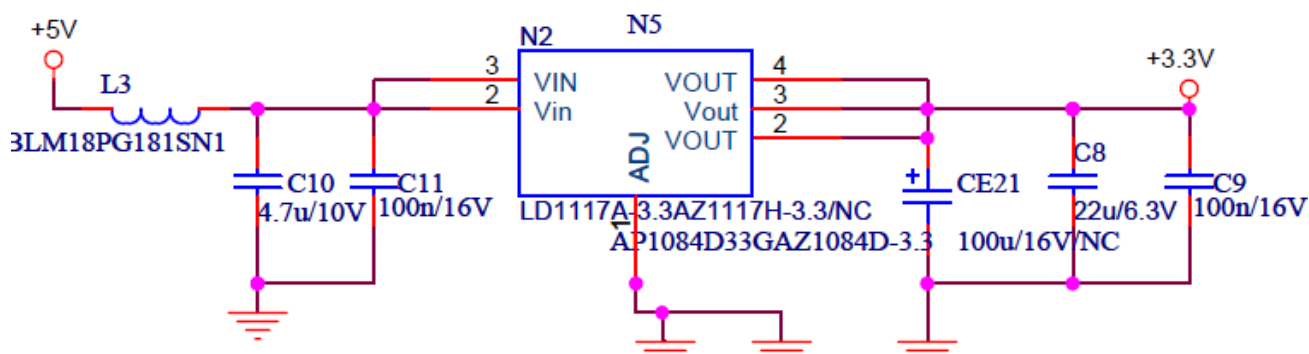 +5V
L3
3LM18PG181SN1
C10
4.7u/10V
C11
100n/16V
N2
N5
3
VIN
2
Vin
VOUT
4
Vout
3
VOUT
2
ADJ
1
LD1117A-3.3AZ1117H-3.3/NC
AP1084D33GAZ1084D-3.3
CE21
100u/16V/NC
C8
22u/6.3V
+3.3V
C9
100n/16V
+